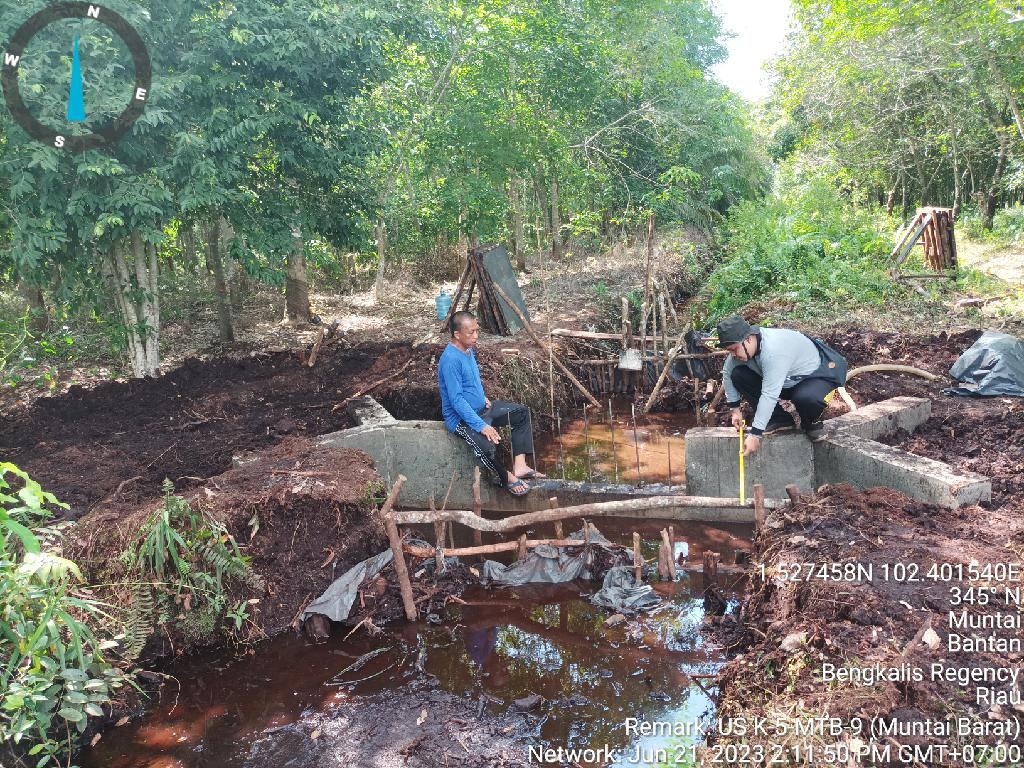 N
W
E
S
1.527458N 102.401540E
345° N
Muntai
Bantan
Bengkalis Regency
Riau
Remark: US K-5-MTB-9 (Muntai Barat)
Network: Jun 21, 2023 2:11:50 PM GMT+07:00